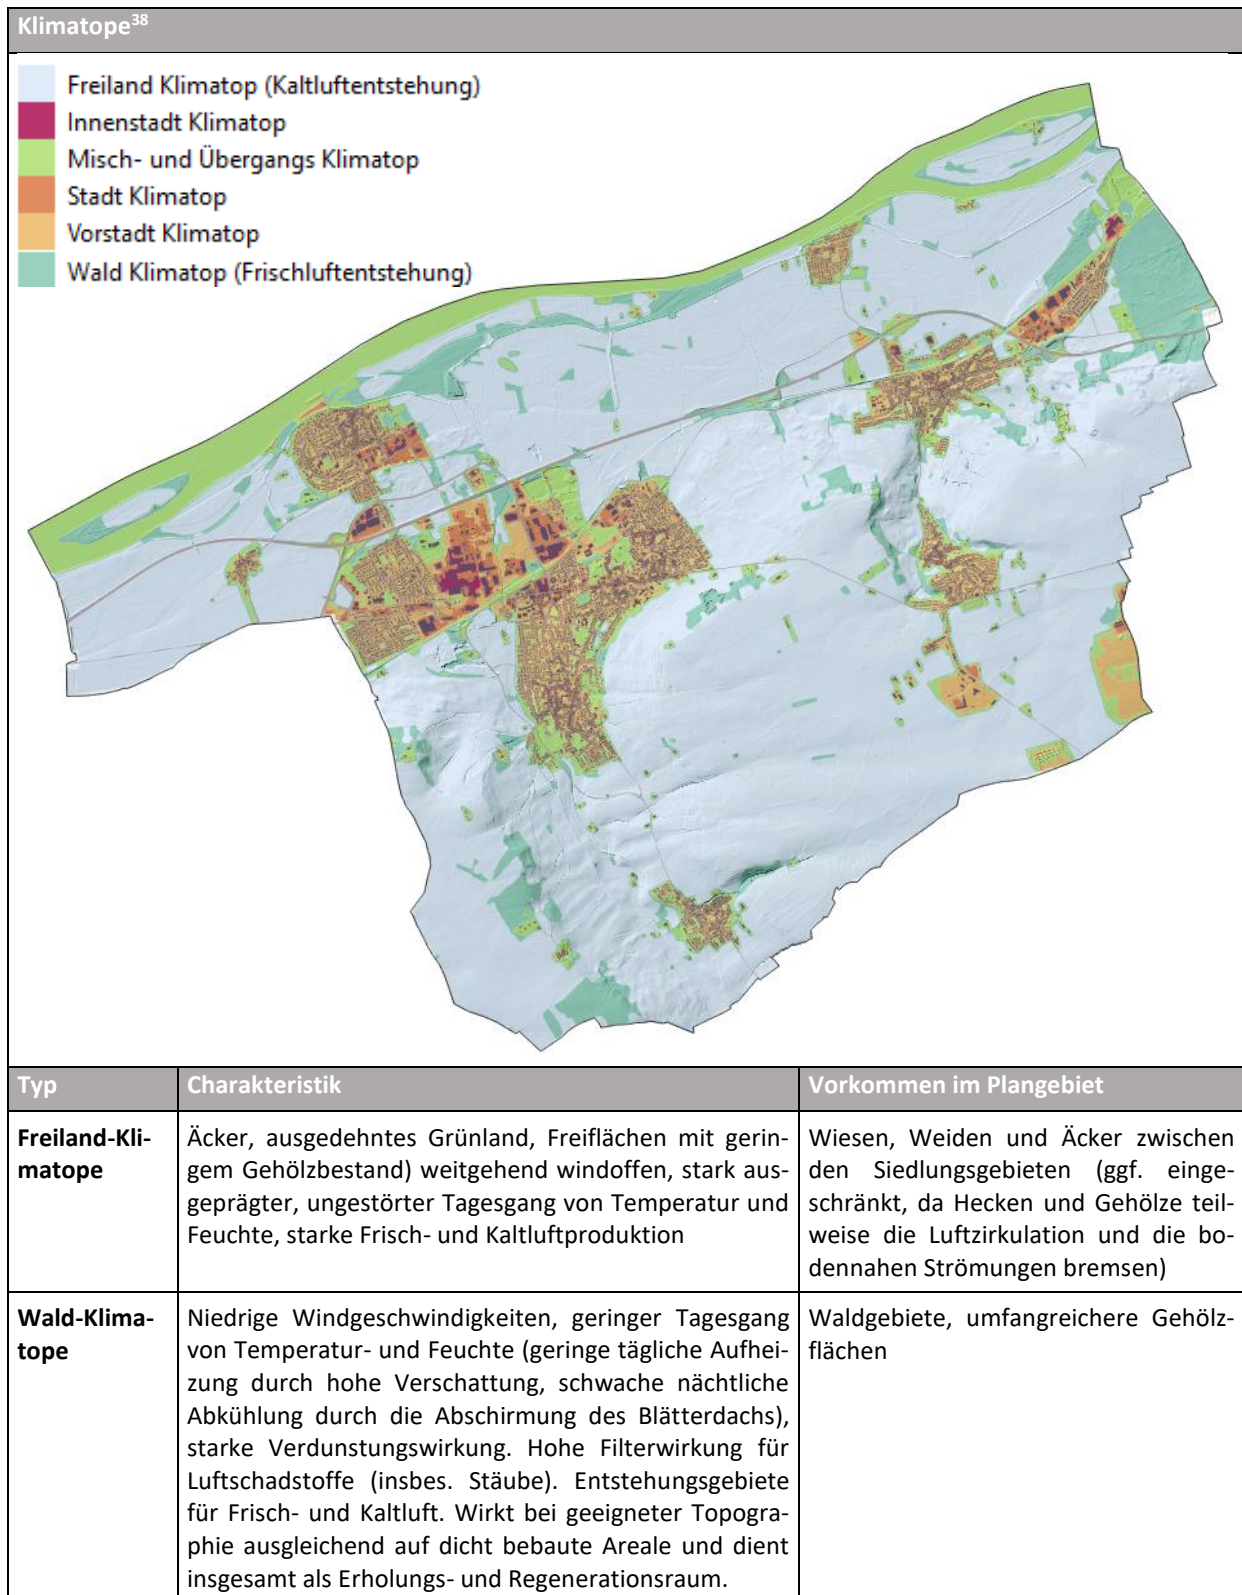 Klimatope38
Freiland Klimatop (Kaltluftentstehung)
Innenstadt Klimatop
Misch- und Übergangs Klimatop
Stadt Klimatop
Vorstadt Klimatop
Wald Klimatop (Frischluftentstehung)
Typ
Charakteristik
Vorkommen im Plangebiet
Freiland-Kli-
matope
Äcker, ausgedehntes Grünland, Freiflächen mit gerin-
gem Gehölzbestand) weitgehend windoffen, stark aus-
geprägter, ungestörter Tagesgang von Temperatur und
Feuchte, starke Frisch- und Kaltluftproduktion
Wiesen, Weiden und Äcker zwischen
den Siedlungsgebieten (ggf. einge-
schränkt, da Hecken und Gehölze teil-
weise die Luftzirkulation und die bo-
dennahen Strömungen bremsen)
Wald-Klima-
tope
Niedrige Windgeschwindigkeiten, geringer Tagesgang
von Temperatur- und Feuchte (geringe tägliche Aufhei-
zung durch hohe Verschattung, schwache nächtliche
Abkühlung durch die Abschirmung des Blätterdachs),
starke Verdunstungswirkung. Hohe Filterwirkung für
Luftschadstoffe (insbes. Stäube). Entstehungsgebiete
für Frisch- und Kaltluft. Wirkt bei geeigneter Topogra-
phie ausgleichend auf dicht bebaute Areale und dient
insgesamt als Erholungs- und Regenerationsraum.
Waldgebiete, umfangreichere Gehölz-
flächen